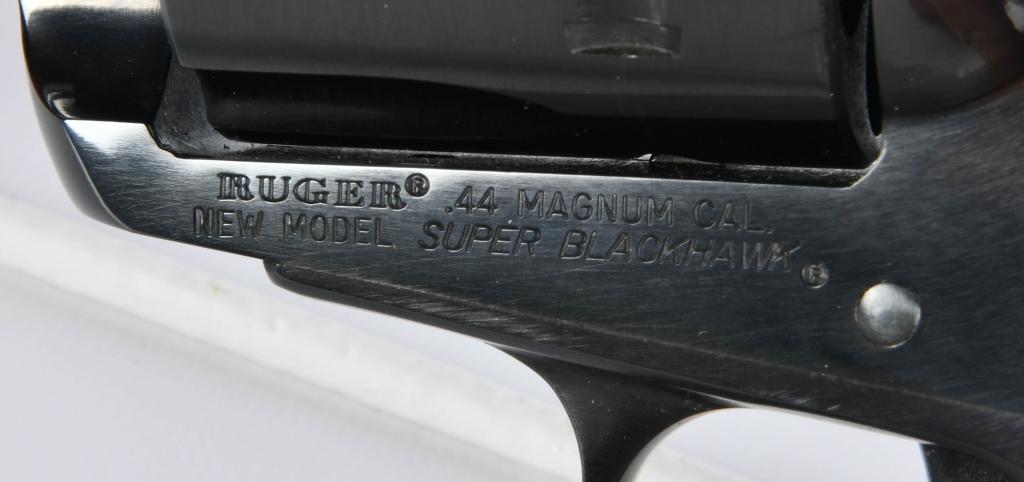 RUGER® .44 MAGNUM CAL.
NEW MODEL SUPER BLACKHAWK ®